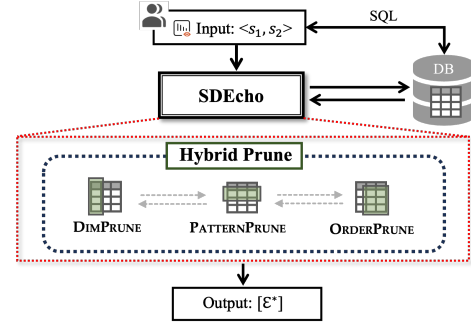 SQL
Input: <s₁, s₂>
DB
SDEcho
Hybrid Prune
DIMPRUNE
PATTERNPRUNE
ORDERPRUNE
Output: [ℰ*]